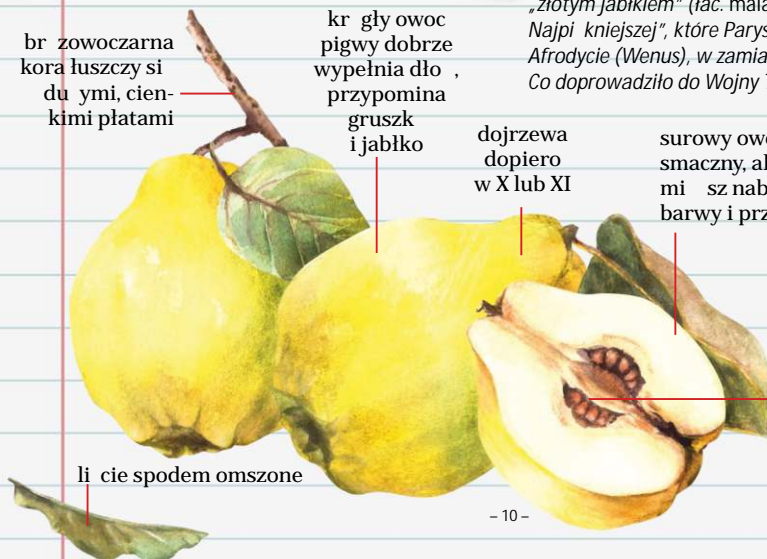 „złotym jabłkiem” (łac. mala
Najpi kniejszej”, które Parys
Afrodycie (Wenus), w zamia
Co doprowadziło do Wojny
br zowoczarna
kora łuszczy si
du ymi, cien-
kimi płatami
kr gły owoc
pigwy dobrze
wypełnia dło ,
przypomina
gruszk
i jabłko
dojrzewa
dopiero
w X lub XI
surowy owo
smaczny, al
mi sz nab
barwy i prz
li cie spodem omszone
– 10 –